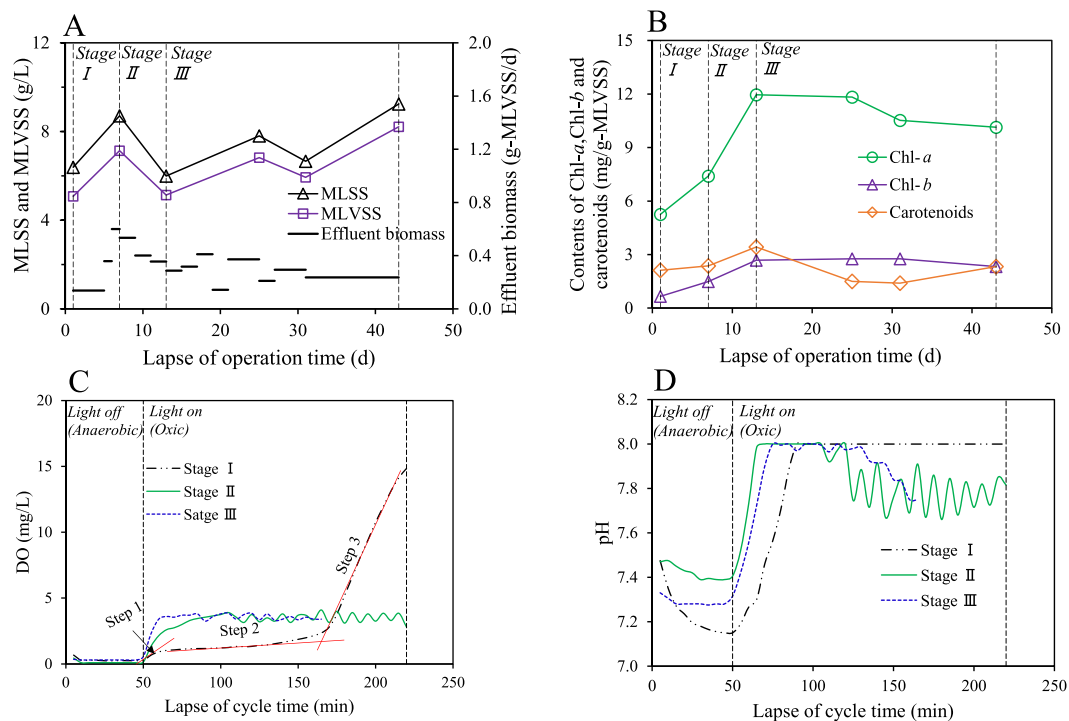 A
MLSS and MLVSS (g/L)
12
8
4
0
Stage
I
Stage
II
Stage
III
MLSS
MLVSS
Effluent biomass
2.0
1.6
1.2
0.8
0.4
0.0
Effluent biomass (g-MLVSS/d)
0 10 20 30 40 50
Lapse of operation time (d)
B
Contents of Chl-a,Chl-b and
carotenoids (mg/g-MLVSS)
15
12
9
6
3
0
Stage
I
Stage
II
Stage
III
Chl-a
Chl-b
Carotenoids
0 10 20 30 40 50
Lapse of operation time (d)
C
DO (mg/L)
20
15
10
5
0
Light off
(Anaerobic)
Light on
(Oxic)
Stage I
Stage II
Satge III
Step 1
Step 2
Step 3
0 50 100 150 200 250
Lapse of cycle time (min)
D
pH
8.2
8.0
7.8
7.6
7.4
7.2
7.0
Light off
(Anaerobic)
Light on
(Oxic)
Stage I
Stage II
Stage III
0 50 100 150 200 250
Lapse of cycle time (min)